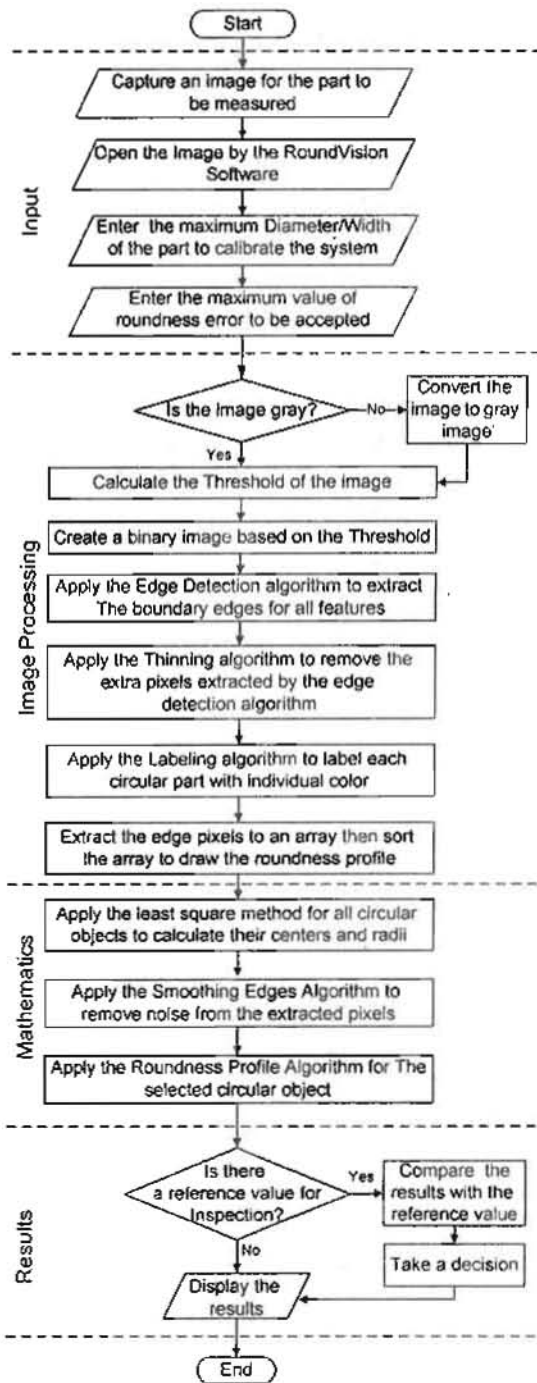 Start
Input
Capture an image for the part to
be measured
Open the Image by the RoundVision
Software
Enter the maximum Diameter/Width
of the part to calibrate the system
Enter the maximum value of
roundness error to be accepted
Image Processing
Is the Image gray?
No
Convert the
image to gray
image
Yes
Calculate the Threshold of the image
Create a binary image based on the Threshold
Apply the Edge Detection algorithm to extract
The boundary edges for all features
Apply the Thinning algorithm to remove the
extra pixels extracted by the edge
detection algorithm
Apply the Labeling algorithm to label each
circular part with individual color
Extract the edge pixels to an array then sort
the array to draw the roundness profile
Mathematics
Apply the least square method for all circular
objects to calculate their centers and radii
Apply the Smoothing Edges Algorithm to
remove noise from the extracted pixels
Apply the Roundness Profile Algorithm for The
selected circular object
Results
Is there
a reference value for
Inspection?
Yes
Compare the
results with the
reference value
No
Take a decision
Display the
results
End